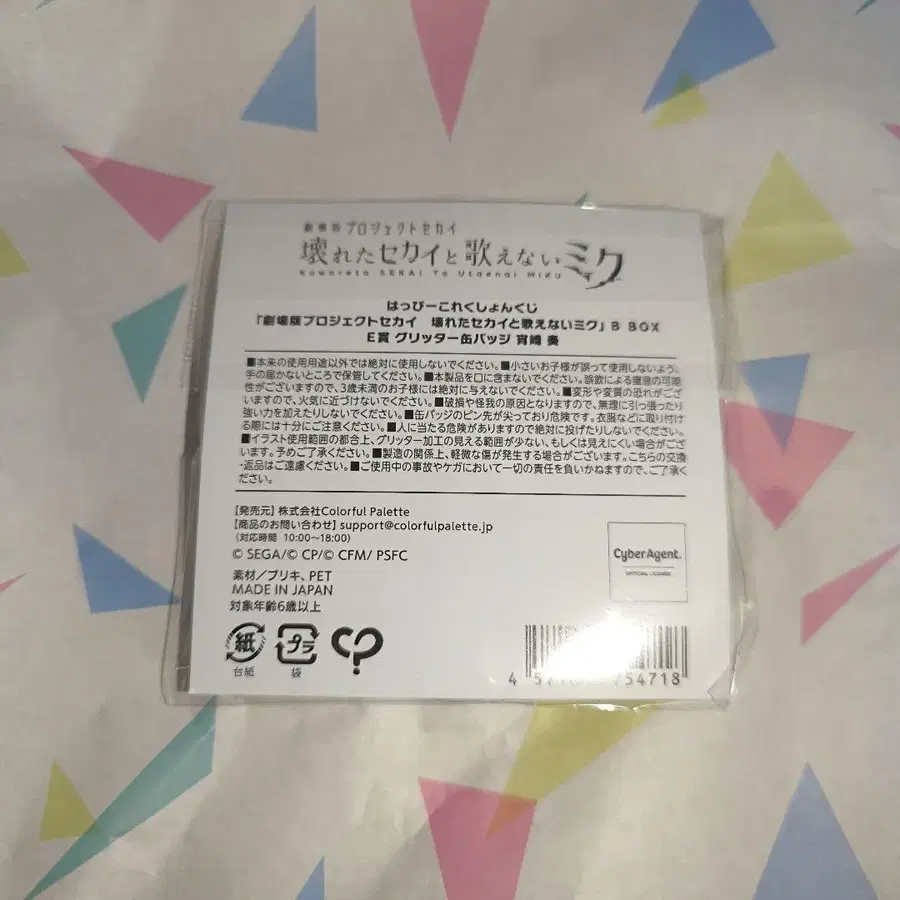 劇場版プロジェクトセカイ
壊れたセカイと歌えないミク
Kowareta SEKAI To Utaenai MIKU
はっぴーこれくしょんくじ
「劇場版プロジェクトセカイ　壊れたセカイと歌えないミク」B BOX
E賞 グリッター缶バッジ 宵崎 奏
■本来の使用用途以外では絶対に使用しないでください。■小さいお子様が誤って使用しないよう、
手の届かないところで保管してください。■本製品を口に含まないでください。誤飲による窒息の可能
性がございますので、3歳未満のお子様には絶対に与えないでください。■変形や変質の恐れがござ
いますので、火気に近づけないでください。■破損や怪我の原因となりますので、無理に引っ張ったり
強い力を加えたりしないでください。■缶バッジのピン先が尖っており危険です。衣服などに取り付け
る際には十分にご注意ください。■人に当たる危険がありますので絶対に投げたりしないでください。
■イラスト使用範囲の都合上、グリッター加工の見える範囲が少ない、もしくは見えにくい場合がござ
います。予めご了承ください。■製造の関係上、軽微な傷が発生する場合がございます。こちらの交換
・返品はご遠慮ください。■ご使用中の事故やケガにおいて一切の責任を負いかねますので、ご了承く
ださい。
【発売元】株式会社Colorful Palette
【商品のお問い合わせ】support@colorfulpalette.jp
（対応時間　10:00〜18:00）
© SEGA/© CP/© CFM/ PSFC
CyberAgent.
OFFICIAL LICENSE
素材／ブリキ、PET
MADE IN JAPAN
対象年齢6歳以上
紙
プラ
台紙
袋
754718